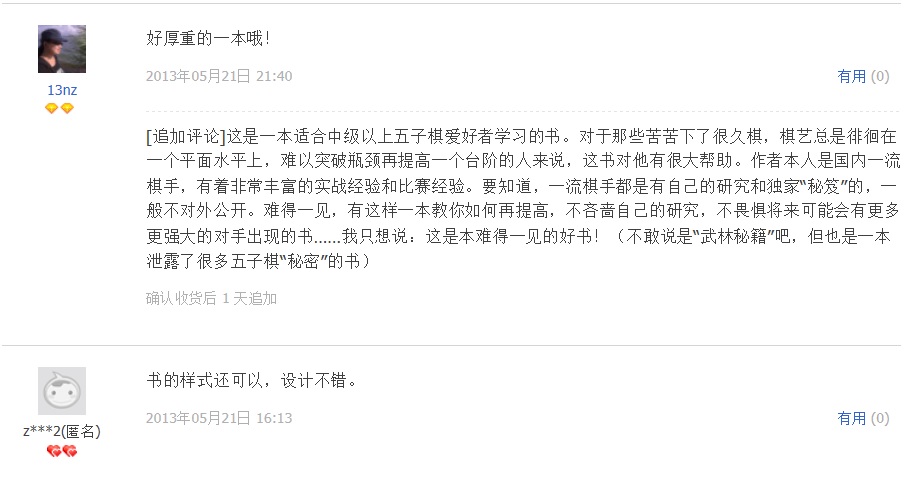 好厚重的一本哦！
2013年05月21日 21:40
有用 (0)
13nz
[追加评论]这是一本适合中级以上五子棋爱好者学习的书。对于那些苦苦下了很久棋，棋艺总是徘徊在
一个平面水平上，难以突破瓶颈再提高一个台阶的人来说，这书对他有很大帮助。作者本人是国内一流
棋手，有着非常丰富的实战经验和比赛经验。要知道，一流棋手都是有自己的研究和独家“秘笈”的，一
般不对外公开。难得一见，有这样一本教你如何再提高，不吝啬自己的研究，不畏惧将来可能会有更多
更强大的对手出现的书......我只想说：这是本难得一见的好书！（不敢说是“武林秘籍”吧，但也是一本
泄露了很多五子棋“秘密”的书）
确认收货后 1 天追加
书的样式还可以，设计不错。
2013年05月21日 16:13
有用 (0)
z***2(匿名)